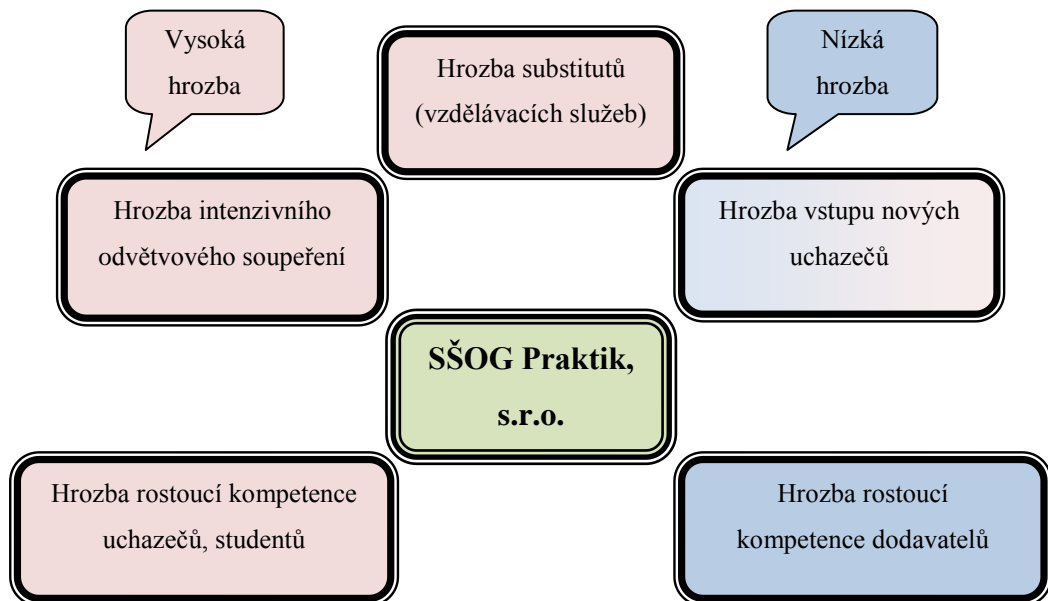 Vysoká
hrozba
Hrozba substitutů
(vzdělávacích služeb)
Nízká
hrozba
Hrozba intenzivního
odvětvového soupeření
Hrozba vstupu nových
uchazečů
SŠOG Praktik,
s.r.o.
Hrozba rostoucí kompetence
uchazečů, studentů
Hrozba rostoucí
kompetence dodavatelů